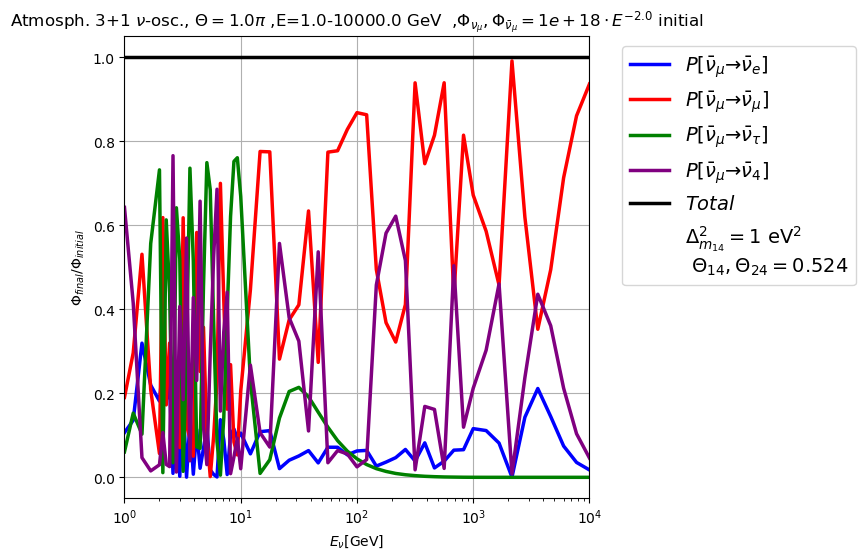 Atmosph. 3+1 ν-osc., Θ = 1.0π ,E=1.0-10000.0 GeV ,Φ_{ν_μ}, Φ_{ν̄_μ} = 1e + 18 · E^{−2.0} initial
Φ_{final}/Φ_{initial}
1.0
0.8
0.6
0.4
0.2
0.0
10^0
10^1
10^2
10^3
10^4
E_ν[GeV]
P[ν̄_μ→ν̄_e]
P[ν̄_μ→ν̄_μ]
P[ν̄_μ→ν̄_τ]
P[ν̄_μ→ν̄_4]
Total
Δ^2_{m_{14}} = 1 eV^2
Θ_{14}, Θ_{24} = 0.524